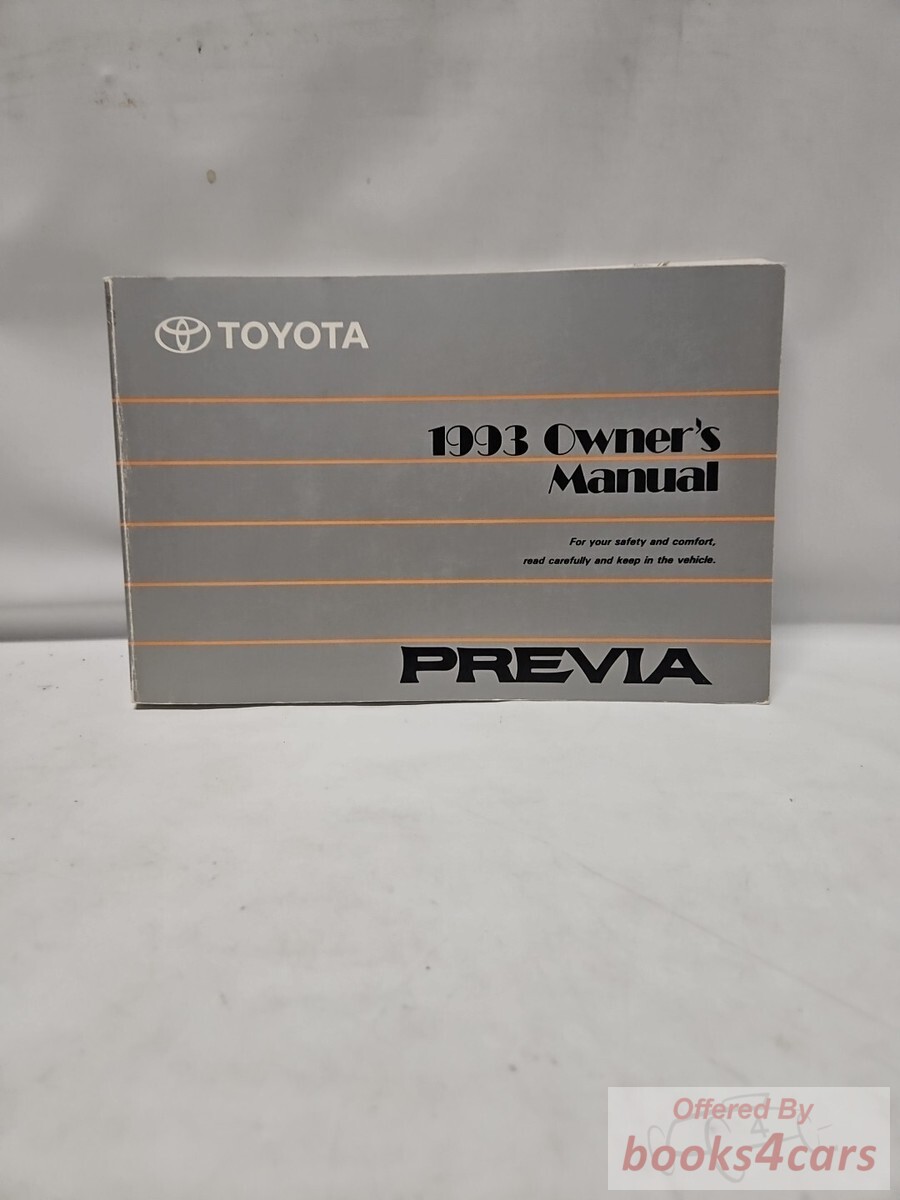 TOYOTA
1993 Owner's
Manual
For your safety and comfort,
read carefully and keep in the vehicle.
PREVIA
Offered By
books4cars